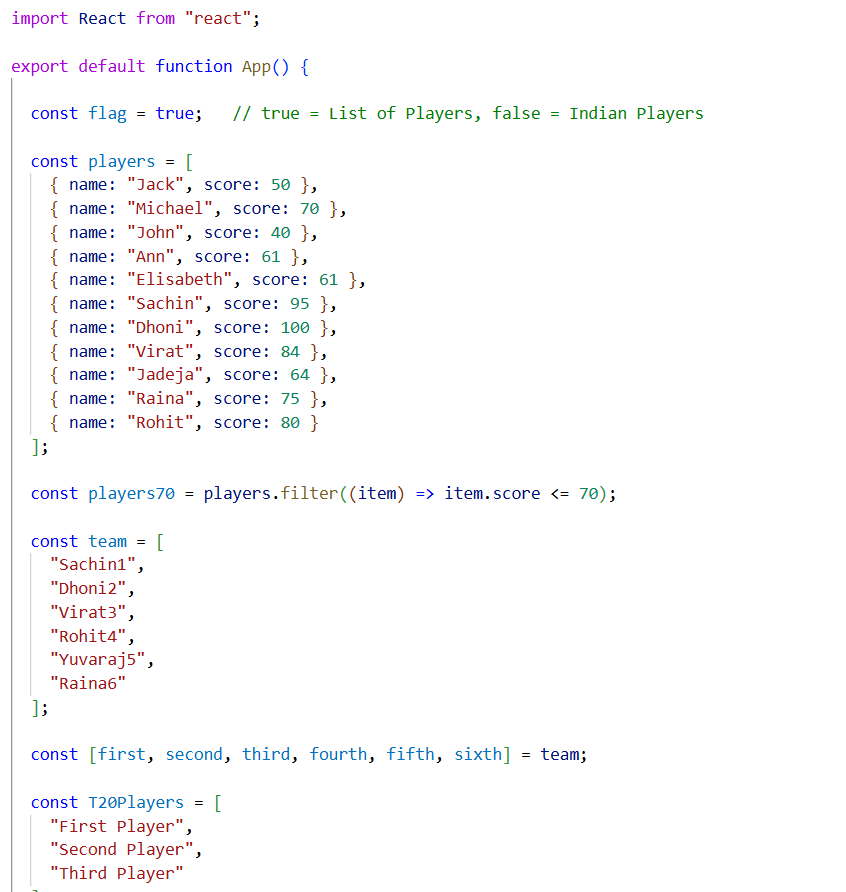 import React from "react";
export default function App() {
const flag = true;   // true = List of Players, false = Indian Players
const players = [
{ name: "Jack", score: 50 },
{ name: "Michael", score: 70 },
{ name: "John", score: 40 },
{ name: "Ann", score: 61 },
{ name: "Elisabeth", score: 61 },
{ name: "Sachin", score: 95 },
{ name: "Dhoni", score: 100 },
{ name: "Virat", score: 84 },
{ name: "Jadeja", score: 64 },
{ name: "Raina", score: 75 },
{ name: "Rohit", score: 80 }
];
const players70 = players.filter((item) => item.score <= 70);
const team = [
"Sachin1",
"Dhoni2",
"Virat3",
"Rohit4",
"Yuvaraj5",
"Raina6"
];
const [first, second, third, fourth, fifth, sixth] = team;
const T20Players = [
"First Player",
"Second Player",
"Third Player"